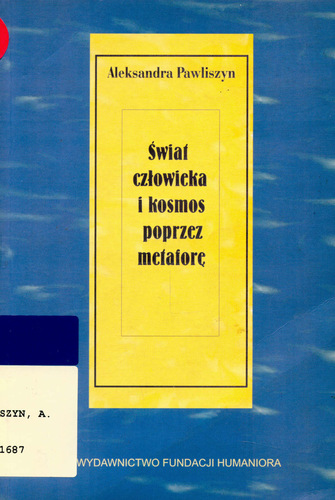 Aleksandra Pawliszyn
Świat
człowieka
i kosmos
poprzez
metaforę
SZYN, A.
1687
WYDAWNICTWO FUNDACJI HUMANIORA